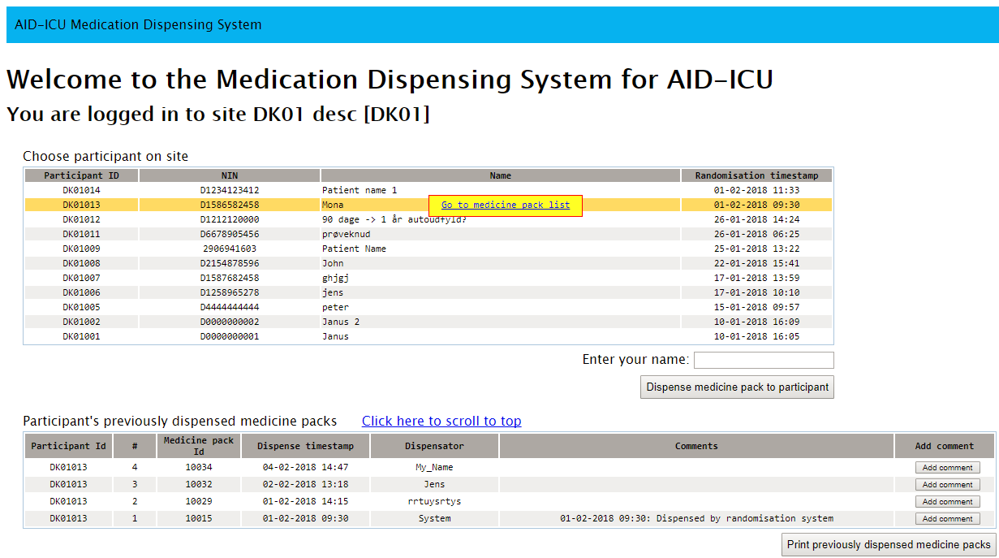 AID-ICU Medication Dispensing System
Welcome to the Medication Dispensing System for AID-ICU
You are logged in to site DK01 desc [DK01]
Choose participant on site
Participant ID NIN Name Randomisation timestamp
DK01014 D1234123412 Patient name 1 01-02-2018 11:33
DK01013 D1586582458 Mona Go to medicine pack list 01-02-2018 09:30
DK01012 D1212120000 90 dage -> 1 år autoudfyld? 26-01-2018 14:24
DK01011 D6678905456 prøveknud 26-01-2018 06:25
DK01009 2906941603 Patient Name 25-01-2018 13:22
DK01008 D2154878596 John 22-01-2018 15:41
DK01007 D1587682458 ghjgj 17-01-2018 13:59
DK01006 D1258965278 jens 17-01-2018 10:10
DK01005 D4444444444 peter 15-01-2018 09:57
DK01002 D0000000002 Janus 2 10-01-2018 16:09
DK01001 D0000000001 Janus 10-01-2018 16:05
Enter your name:
Dispense medicine pack to participant
Participant's previously dispensed medicine packs Click here to scroll to top
Participant Id # Medicine pack Id Dispense timestamp Dispensator Comments Add comment
DK01013 4 10034 04-02-2018 14:47 My_Name Add comment
DK01013 3 10032 02-02-2018 13:18 Jens Add comment
DK01013 2 10029 01-02-2018 14:15 rrtuysrtys Add comment
DK01013 1 10015 01-02-2018 09:30 System 01-02-2018 09:30: Dispensed by randomisation system Add comment
Print previously dispensed medicine packs